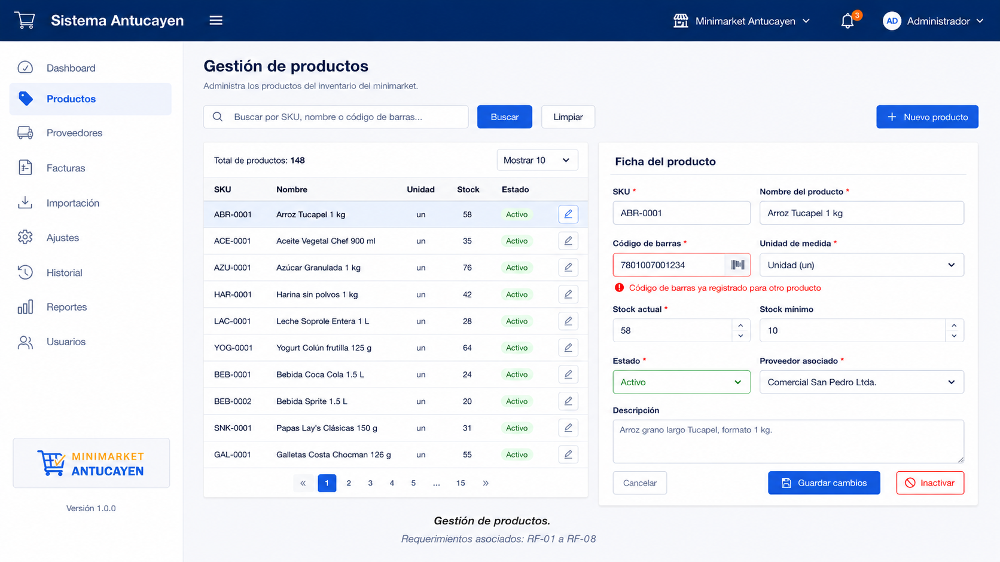 Sistema Antucayen
Minimarket Antucayen
3
AD
Administrador
Dashboard
Productos
Proveedores
Facturas
Importación
Ajustes
Historial
Reportes
Usuarios
MINIMARKET
ANTUCAYEN
Versión 1.0.0
Gestión de productos
Administra los productos del inventario del minimarket.
Buscar por SKU, nombre o código de barras...
Buscar
Limpiar
+ Nuevo producto
Total de productos: 148
Mostrar 10
SKU Nombre Unidad Stock Estado
ABR-0001 Arroz Tucapel 1 kg un 58 Activo
ACE-0001 Aceite Vegetal Chef 900 ml un 35 Activo
AZU-0001 Azúcar Granulada 1 kg un 76 Activo
HAR-0001 Harina sin polvos 1 kg un 42 Activo
LAC-0001 Leche Soprole Entera 1 L un 28 Activo
YOG-0001 Yogurt Colún frutilla 125 g un 64 Activo
BEB-0001 Bebida Coca Cola 1.5 L un 24 Activo
BEB-0002 Bebida Sprite 1.5 L un 20 Activo
SNK-0001 Papas Lay's Clásicas 150 g un 31 Activo
GAL-0001 Galletas Costa Chocman 126 g un 55 Activo
« 1 2 3 4 5 ... 15 »
Ficha del producto
SKU * Nombre del producto *
ABR-0001 Arroz Tucapel 1 kg
Código de barras * Unidad de medida *
7801007001234 Unidad (un)
Código de barras ya registrado para otro producto
Stock actual * Stock mínimo
58 10
Estado * Proveedor asociado *
Activo Comercial San Pedro Ltda.
Descripción
Arroz grano largo Tucapel, formato 1 kg.
Cancelar
Guardar cambios
Inactivar
Gestión de productos.
Requerimientos asociados: RF-01 a RF-08